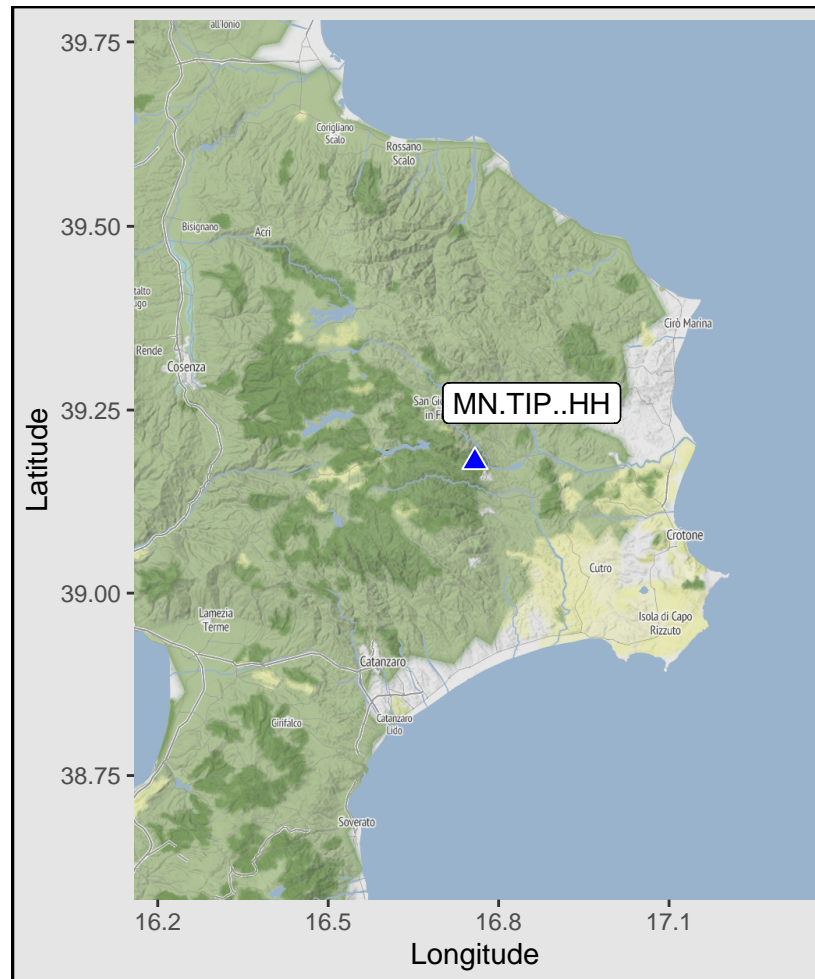 all'Ionio
39.75
Corigliano
Scalo
Rossano
Scalo
39.50
Bisignano
Acri
Cirò Marina
Rende
Cosenza
39.25
MN.TIP..HH
Latitude
Crotone
Cutro
39.00
Lamezia
Terme
Isola di Capo
Rizzuto
Catanzaro
Girifalco
Catanzaro
Lido
38.75
Soverato
16.2
16.5
16.8
17.1
Longitude